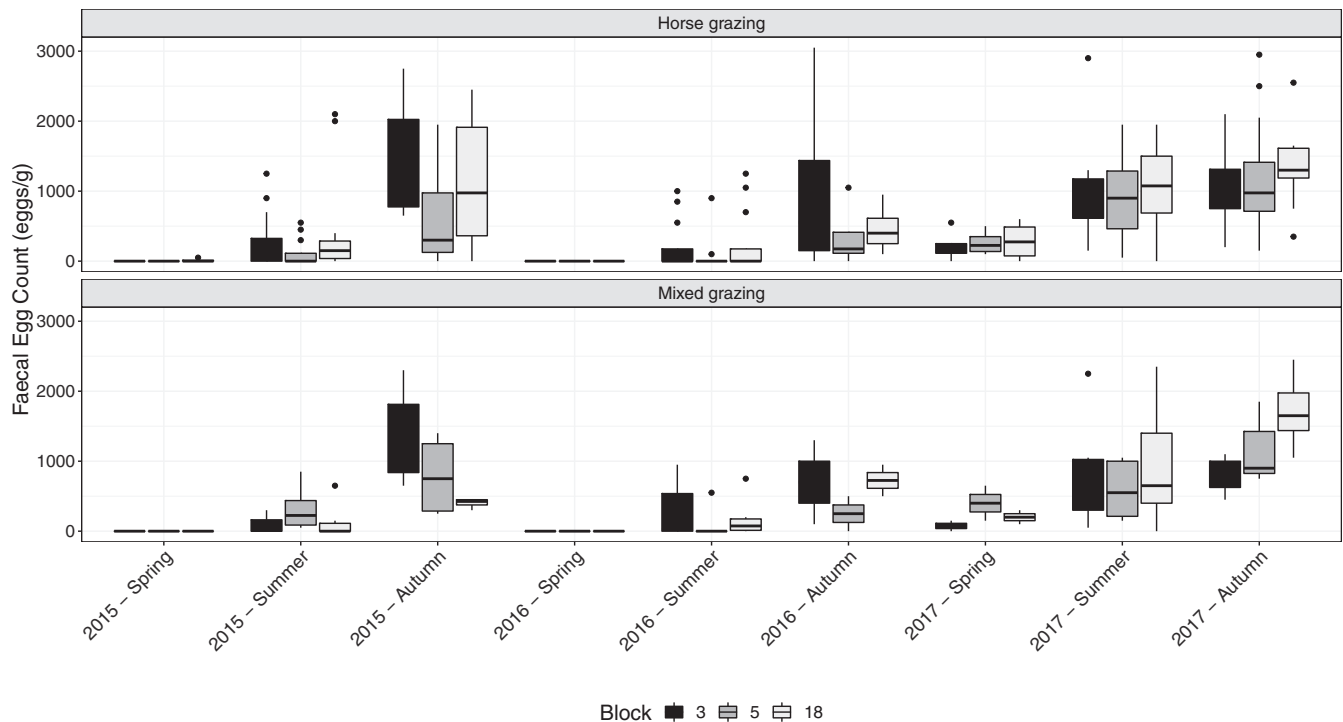 Horse grazing
3000
2000
1000
0
Mixed grazing
3000
2000
1000
0
Faecal Egg Count (eggs/g)
2015 − Spring
2015 − Summer
2015 − Autumn
2016 − Spring
2016 − Summer
2016 − Autumn
2017 − Spring
2017 − Summer
2017 − Autumn
Block 3 5 18